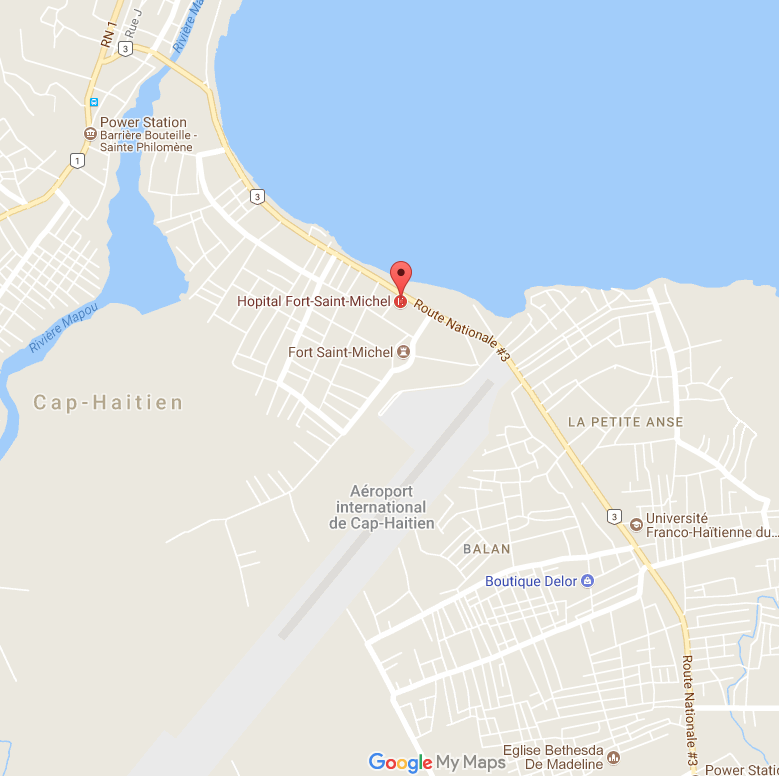 RN 1
Rue J
3
Rivière Ma
Power Station
Barrière Bouteille -
Sainte Philomène
1
3
Hopital Fort-Saint-Michel
Route Nationale #3
Fort Saint-Michel
Rivière Mapou
Cap-Haitien
LA PETITE ANSE
Aéroport
international
de Cap-Haitien
3
Université
Franco-Haïtienne du...
BALAN
Boutique Delor
Route Nationale #3
Eglise Bethesda
De Madeline
Google My Maps
Power Stati